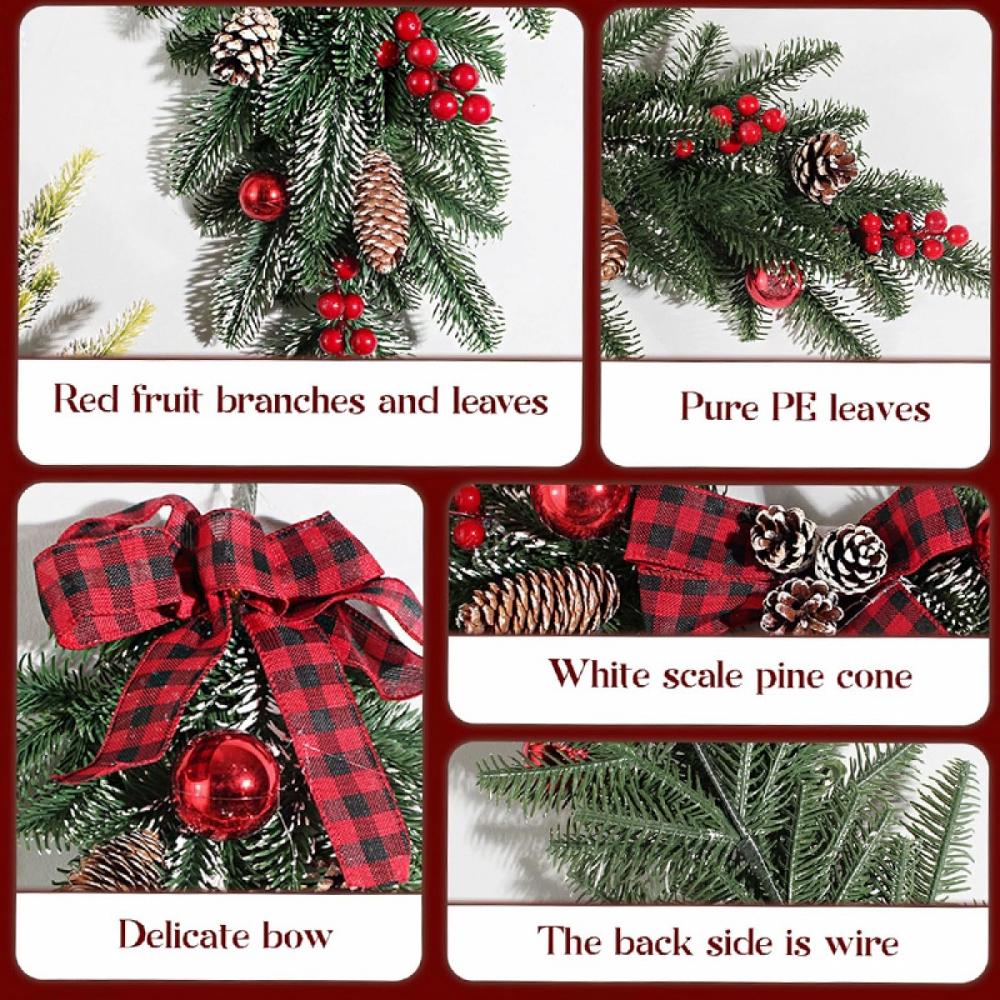 Red fruit branches and leaves
Pure PE leaves
White scale pine cone
Delicate bow
The back side is wire